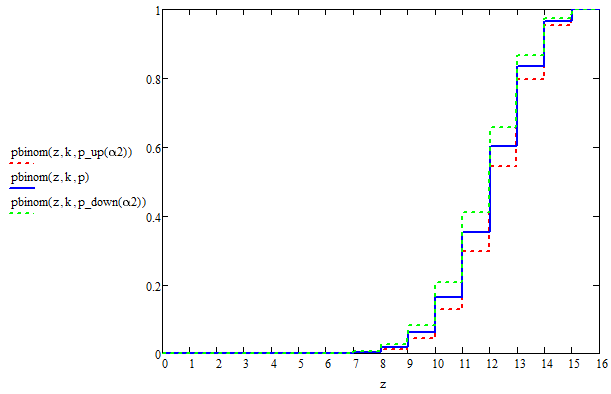 1
0.8
0.6
0.4
0.2
0
pbinom(z,k,p_up(α2))
pbinom(z,k,p)
pbinom(z,k,p_down(α2))
0 1 2 3 4 5 6 7 8 9 10 11 12 13 14 15 16
z